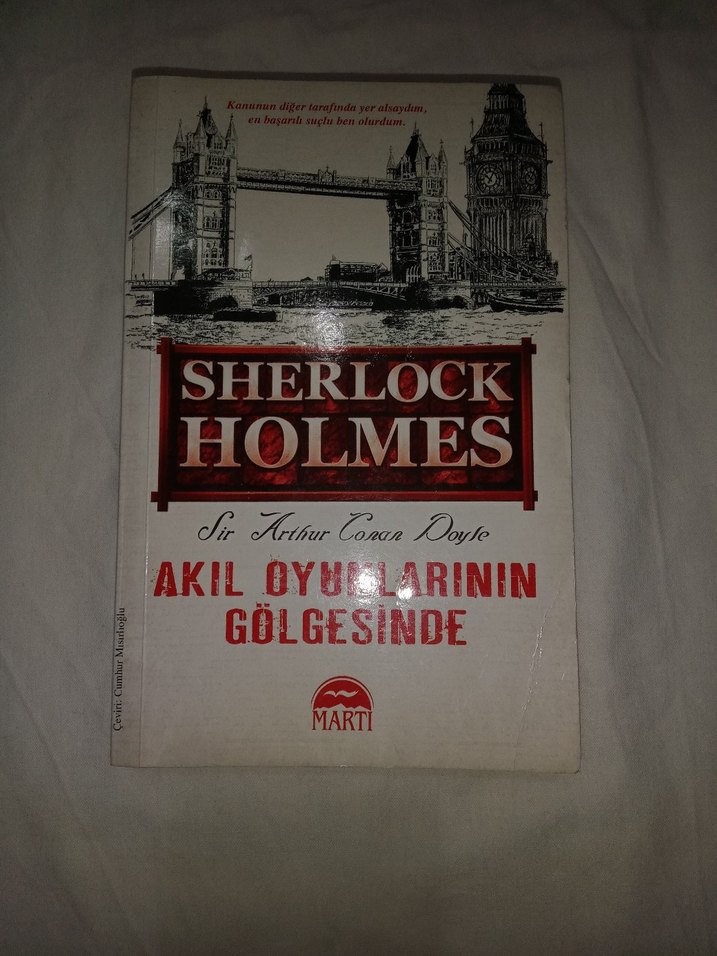 Kanunun diğer tarafında yer alsaydım,
en başarılı suçlu ben olurdum.
SHERLOCK
HOLMES
Sir Arthur Conan Doyle
AKIL OYUNLARININ
GÖLGESİNDE
MARTI
Çeviri: Cumhur Mısırlıoğlu